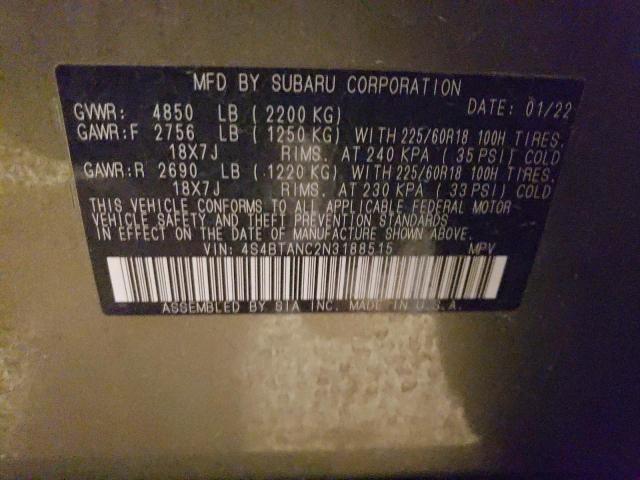 MFD BY SUBARU CORPORATION
GVWR: 4850 LB (2200 KG) DATE: 01/22
GAWR:F 2756 LB (1250 KG) WITH 225/60R18 100H TIRES.
18X7J RIMS. AT 240 KPA (35 PSI) COLD
GAWR:R 2690 LB (1220 KG) WITH 225/60R18 100H TIRES.
18X7J RIMS. AT 230 KPA (33 PSI) COLD
THIS VEHICLE CONFORMS TO ALL APPLICABLE FEDERAL MOTOR
VEHICLE SAFETY AND THEFT PREVENTION STANDARDS
IN EFFECT ON THE DATE OF MANUFACTURE SHOWN ABOVE.
VIN: 4S4BTANC2N3188515 MPV
ASSEMBLED BY SIA INC. MADE IN U.S.A.